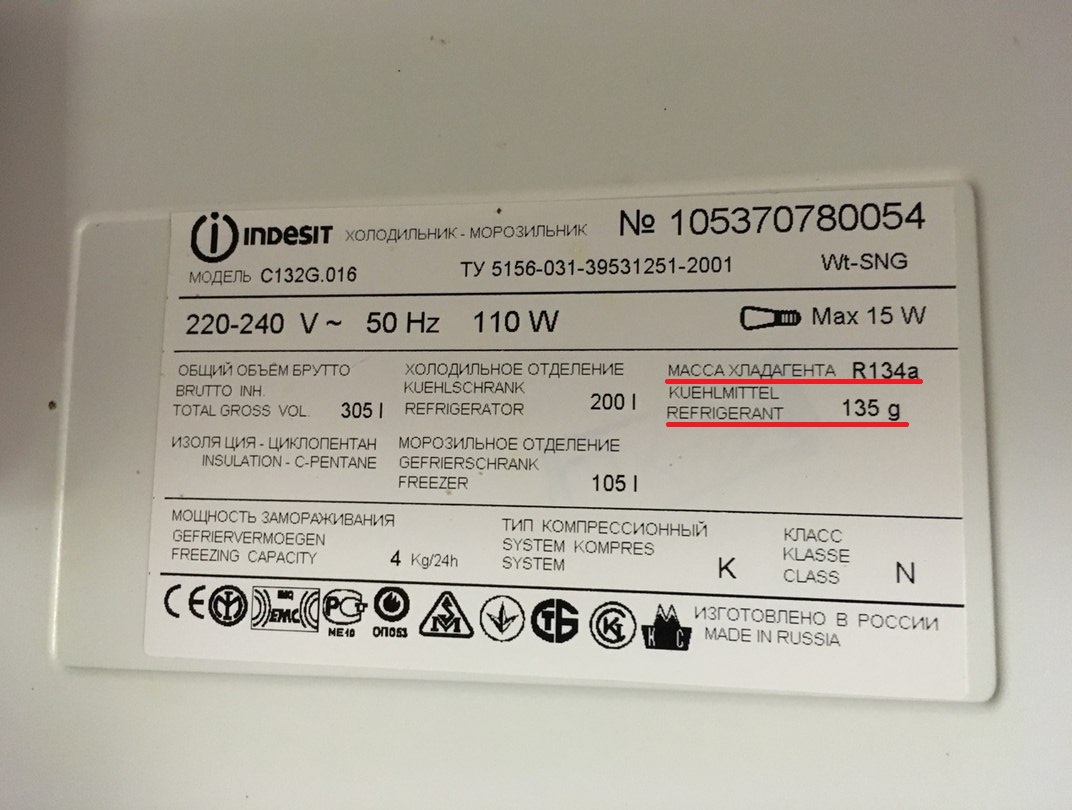 INDESIT ХОЛОДИЛЬНИК - МОРОЗИЛЬНИК № 105370780054
МОДЕЛЬ C132G.016 ТУ 5156-031-39531251-2001 Wt-SNG
220-240 V ~ 50 Hz 110 W Max 15 W
ОБЩИЙ ОБЪЁМ БРУТТО
BRUTTO INH.
TOTAL GROSS VOL. 305 l
ХОЛОДИЛЬНОЕ ОТДЕЛЕНИЕ
KUEHLSCHRANK
REFRIGERATOR 200 l
МАССА ХЛАДАГЕНТА R134a
KUEHLMITTEL
REFRIGERANT 135 g
ИЗОЛЯЦИЯ - ЦИКЛОПЕНТАН
INSULATION - C-PENTANE
МОРОЗИЛЬНОЕ ОТДЕЛЕНИЕ
GEFRIERSCHRANK
FREEZER 105 l
МОЩНОСТЬ ЗАМОРАЖИВАНИЯ
GEFRIERVERMOEGEN
FREEZING CAPACITY 4 Kg/24h
ТИП КОМПРЕССИОННЫЙ
SYSTEM KOMPRES
SYSTEM K
КЛАСС
KLASSE
CLASS N
CE
EMC
РСТ
ME10
ОП063
ИЗГОТОВЛЕНО В РОССИИ
MADE IN RUSSIA